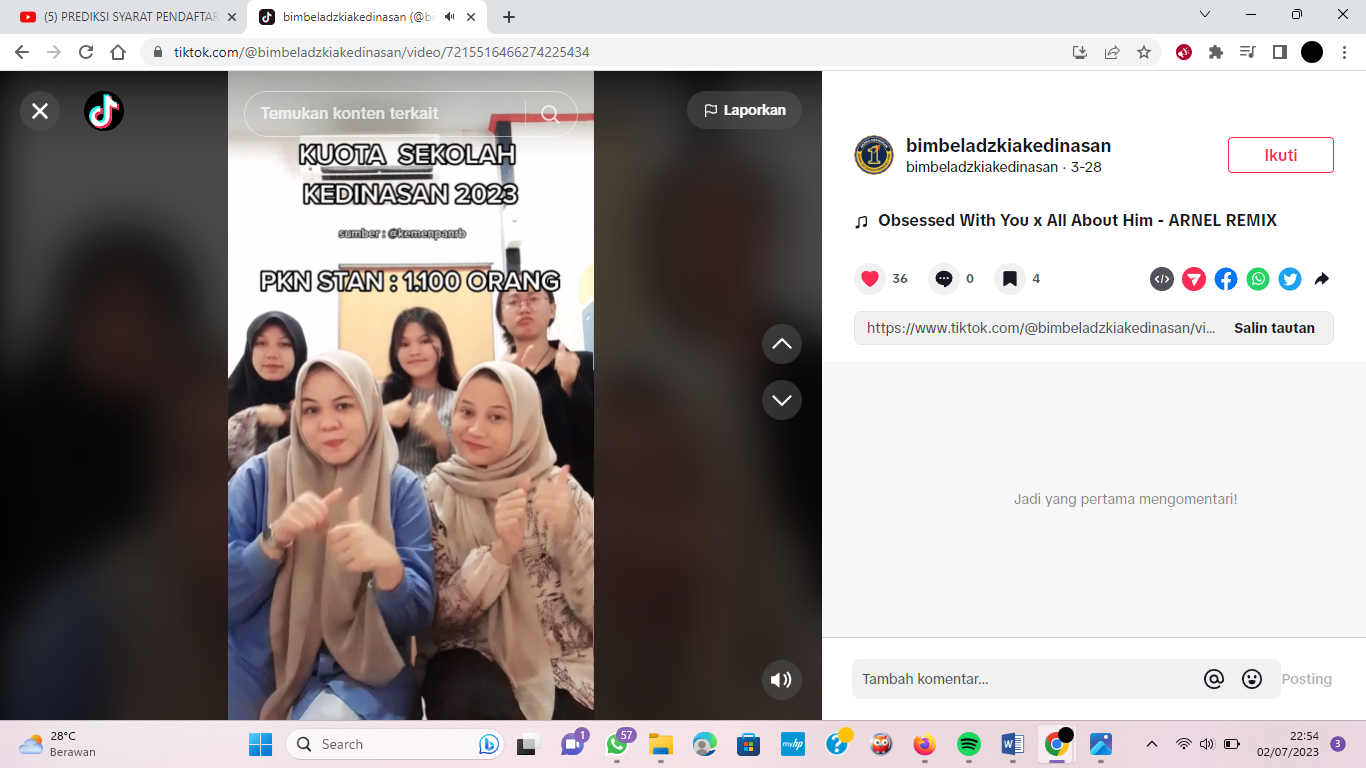 (5) PREDIKSI SYARAT PENDAFTAR
bimbeladzkiakedinasan (@bi
tiktok.com/@bimbeladzkiakedinasan/video/7215516466274225434
Temukan konten terkait
Laporkan
KUOTA SEKOLAH
KEDINASAN 2023
sumber : @kemenpanrb
PKN STAN : 1.100 ORANG
bimbeladzkiakedinasan
bimbeladzkiakedinasan · 3-28
Ikuti
Obsessed With You x All About Him - ARNEL REMIX
36
0
4
https://www.tiktok.com/@bimbeladzkiakedinasan/vi...
Salin tautan
Jadi yang pertama mengomentari!
Tambah komentar...
Posting
28°C
Berawan
Search
1
57
22:54
02/07/2023
3